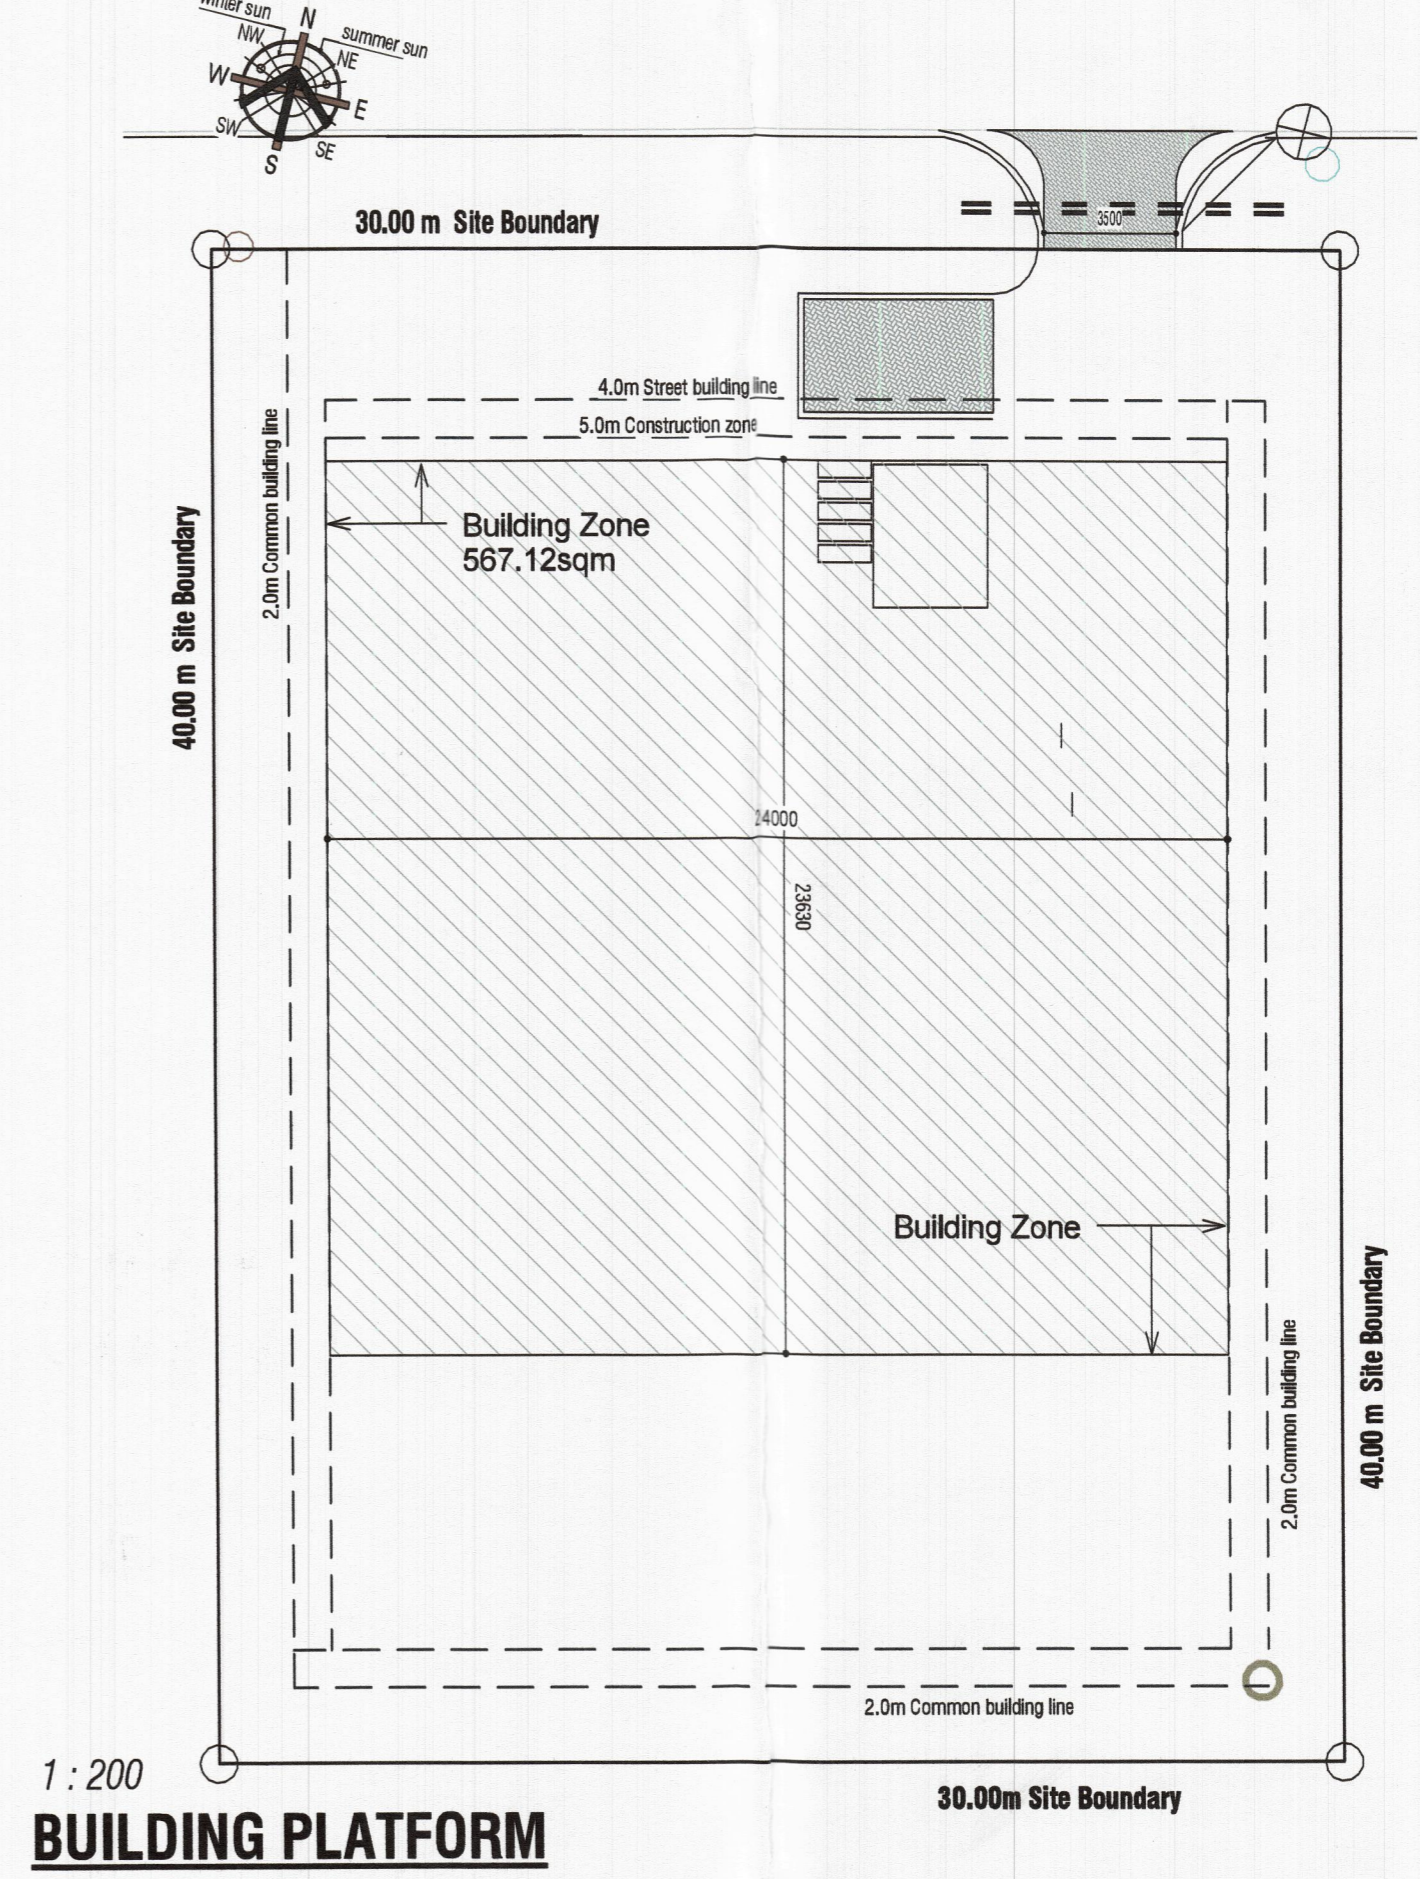 winter sun
N
summer sun
NW
NE
W
E
SW
SE
S
30.00 m Site Boundary
3500
4.0m Street building line
5.0m Construction zone
2.0m Common building line
40.00 m Site Boundary
Building Zone
567.12sqm
24000
23630
Building Zone
40.00 m Site Boundary
2.0m Common building line
2.0m Common building line
1 : 200
30.00m Site Boundary
BUILDING PLATFORM